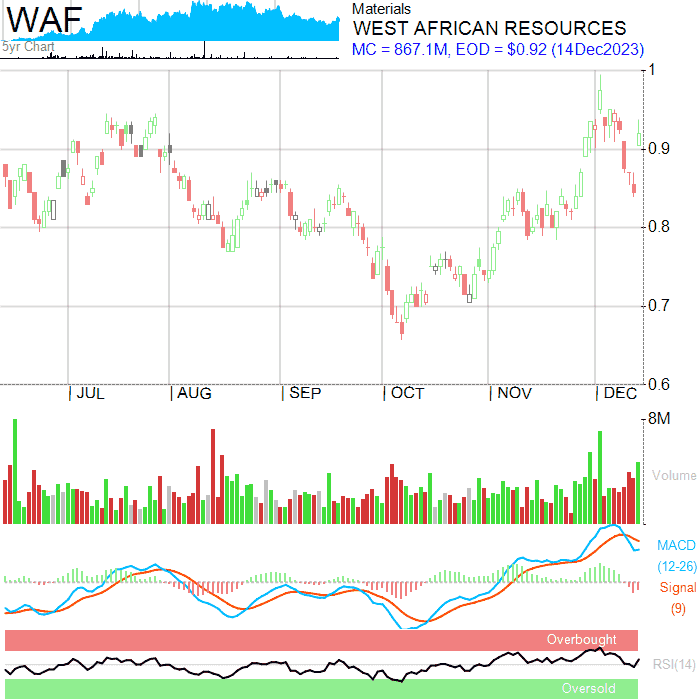 WAF
5yr Chart
Materials
WEST AFRICAN RESOURCES
MC = 867.1M, EOD = $0.92 (14Dec2023)
1
0.9
0.8
0.7
0.6
JUL AUG SEP OCT NOV DEC
8M
Volume
MACD
(12-26)
Signal
(9)
Overbought
RSI(14)
Oversold